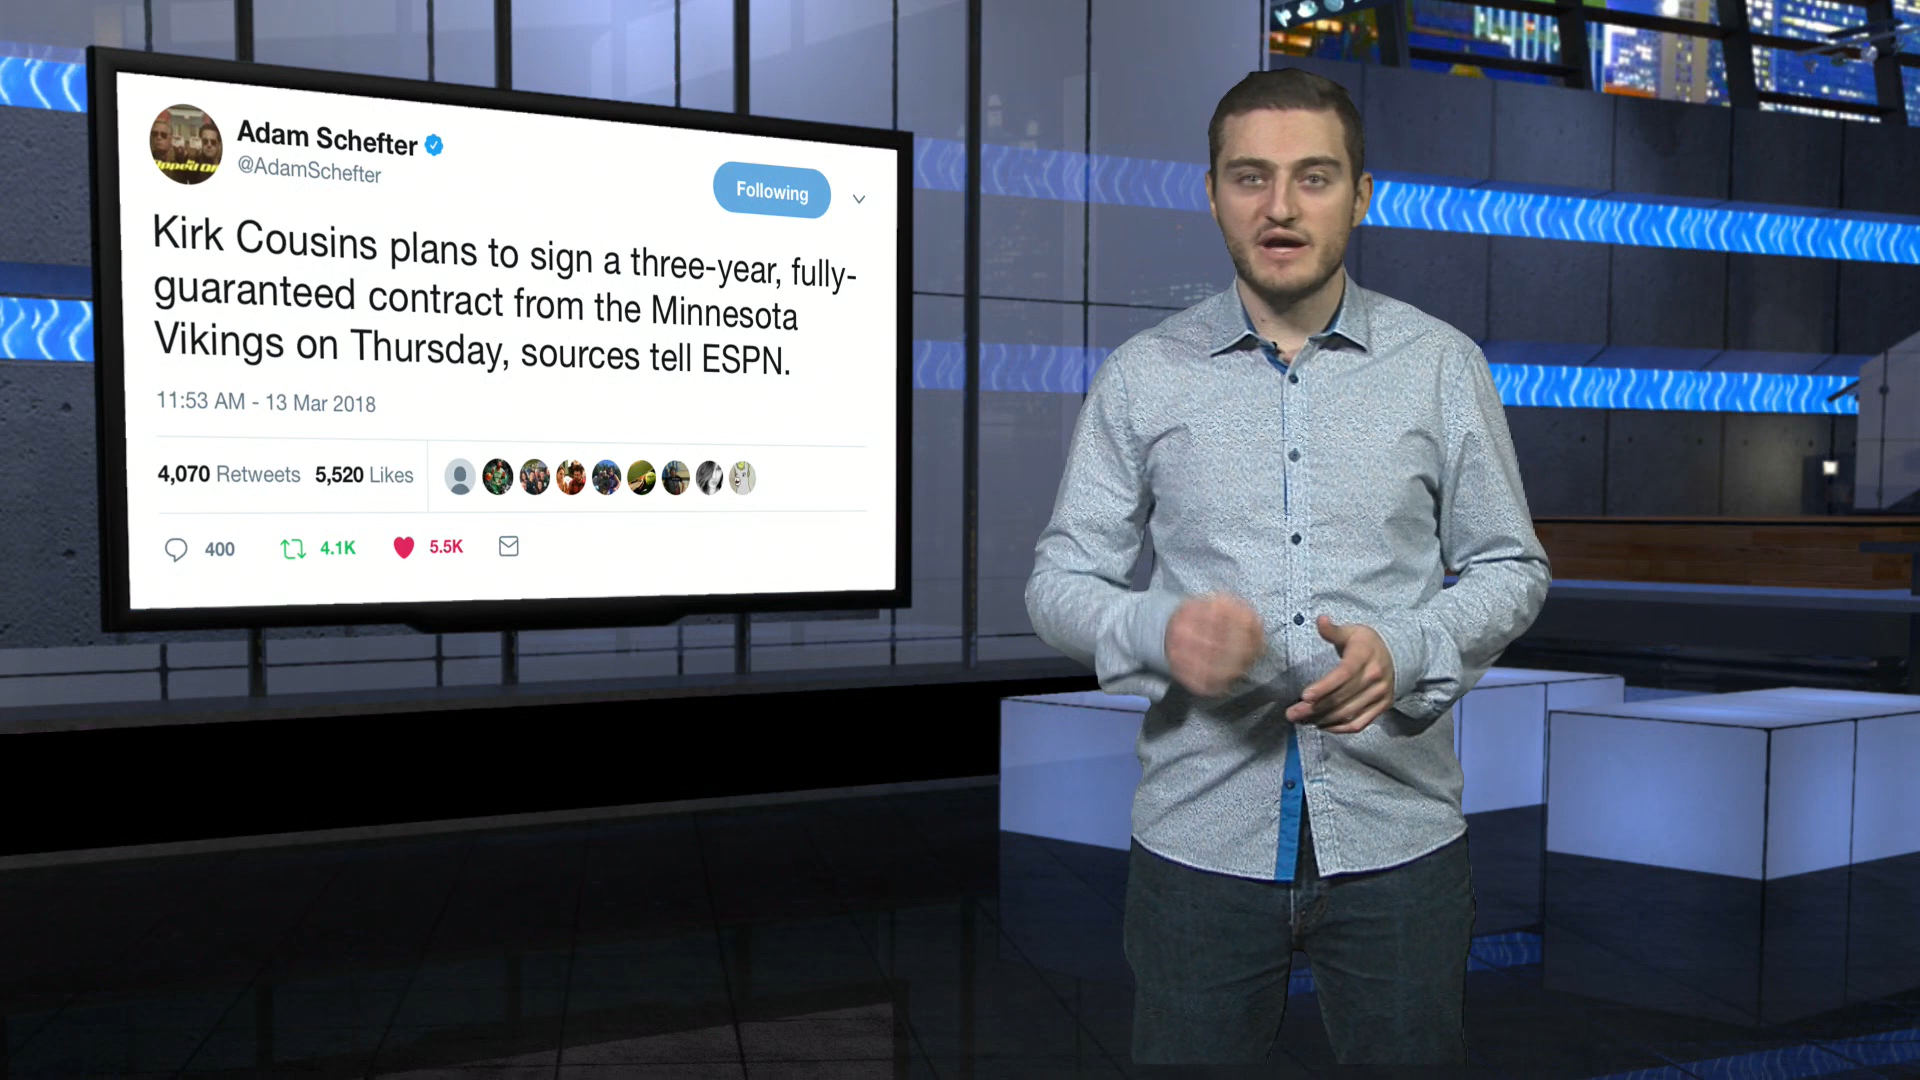 Adam Schefter
@AdamSchefter
Following
Kirk Cousins plans to sign a three-year, fully-
guaranteed contract from the Minnesota
Vikings on Thursday, sources tell ESPN.
11:53 AM - 13 Mar 2018
4,070 Retweets 5,520 Likes
400 4.1K 5.5K